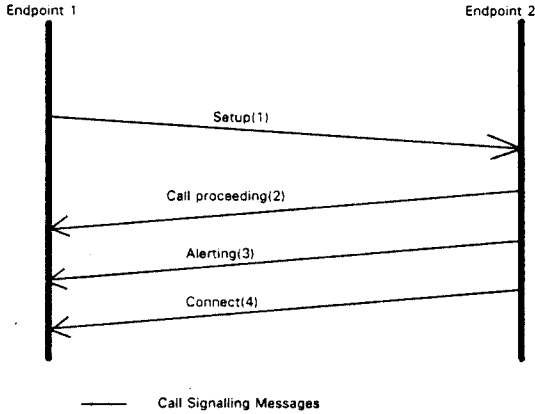 Endpoint 1
Endpoint 2
Setup(1)
Call proceeding(2)
Alerting(3)
Connect(4)
Call Signalling Messages